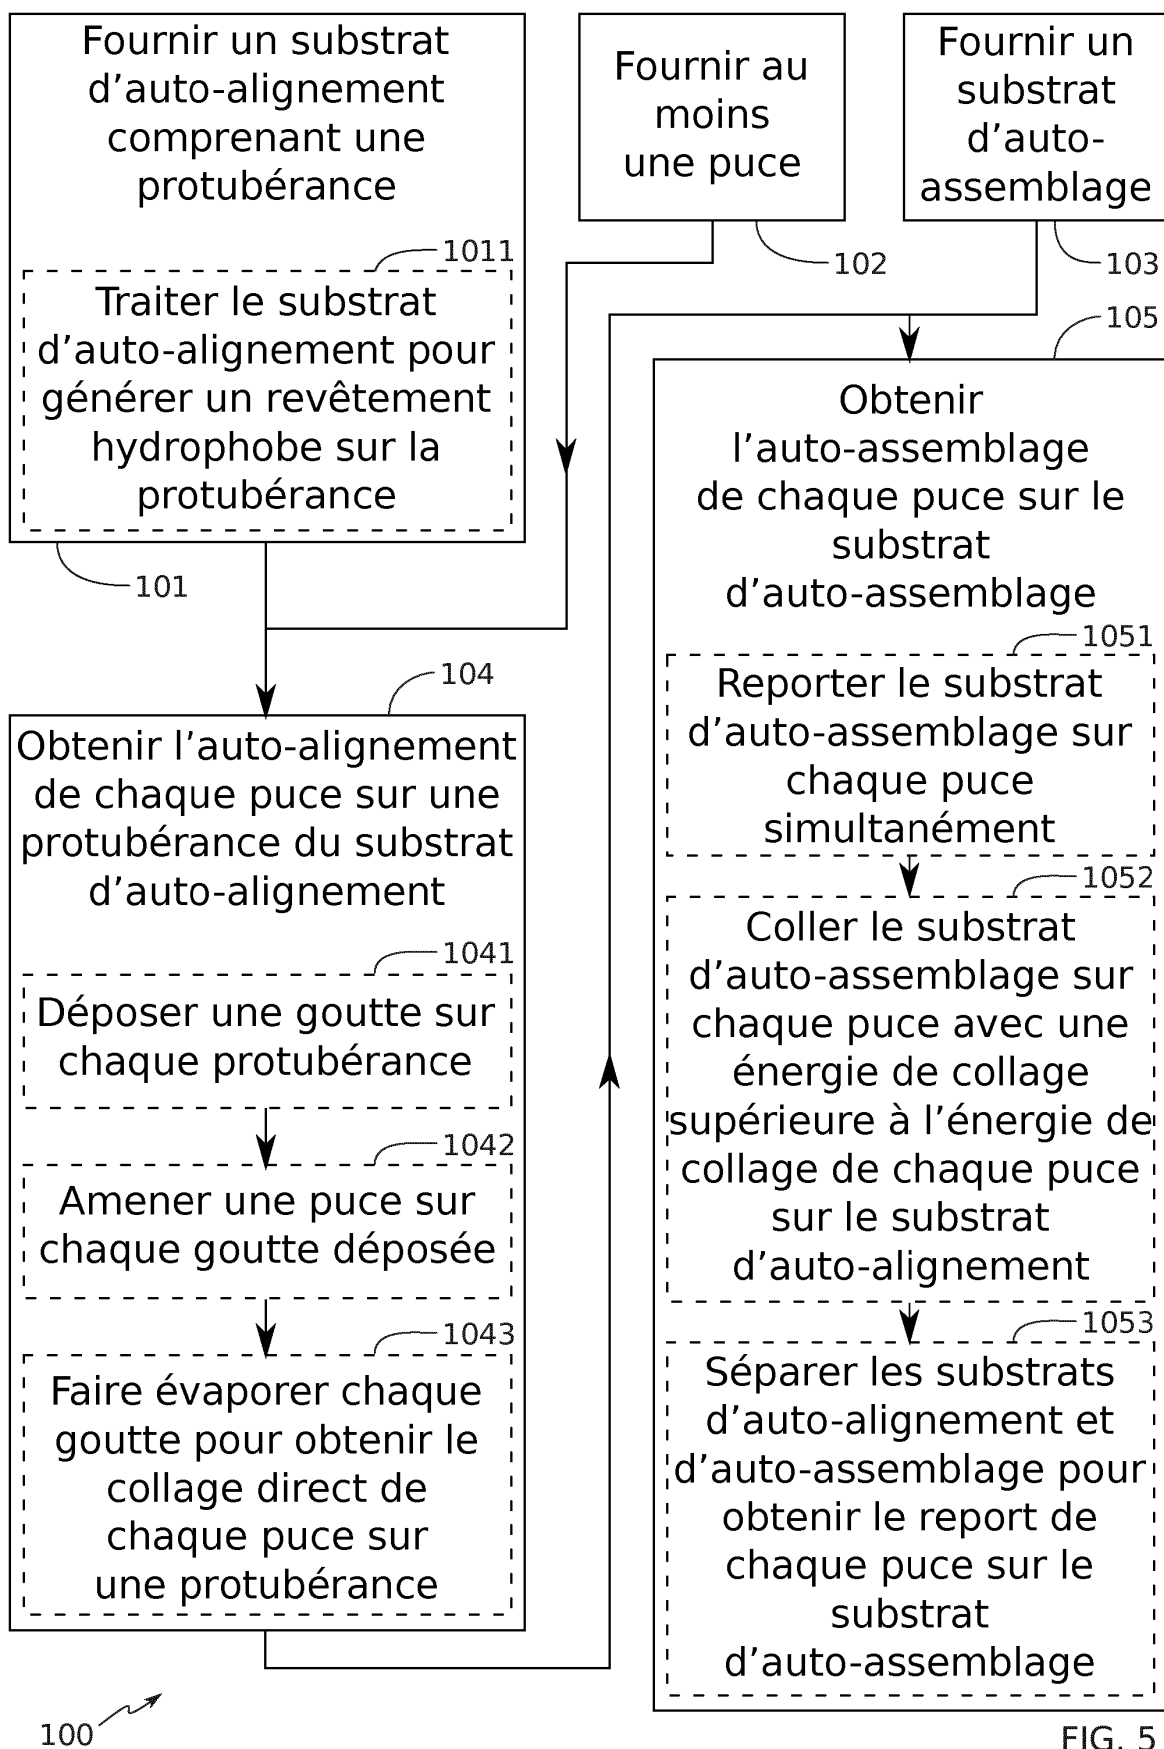 Fournir un substrat
d’auto-alignement
comprenant une
protubérance
1011
Traiter le substrat
d’auto-alignement pour
générer un revêtement
hydrophobe sur la
protubérance
101
Fournir au
moins
une puce
102
Fournir un
substrat
d’auto-
assemblage
103
104
Obtenir l’auto-alignement
de chaque puce sur une
protubérance du substrat
d’auto-alignement
1041
Déposer une goutte sur
chaque protubérance
1042
Amener une puce sur
chaque goutte déposée
1043
Faire évaporer chaque
goutte pour obtenir le
collage direct de
chaque puce sur
une protubérance
105
Obtenir
l’auto-assemblage
de chaque puce sur le
substrat
d’auto-assemblage
1051
Reporter le substrat
d’auto-assemblage sur
chaque puce
simultanément
1052
Coller le substrat
d’auto-assemblage sur
chaque puce avec une
énergie de collage
supérieure à l’énergie de
collage de chaque puce
sur le substrat
d’auto-alignement
1053
Séparer les substrats
d’auto-alignement et
d’auto-assemblage pour
obtenir le report de
chaque puce sur le
substrat
d’auto-assemblage
100
FIG. 5